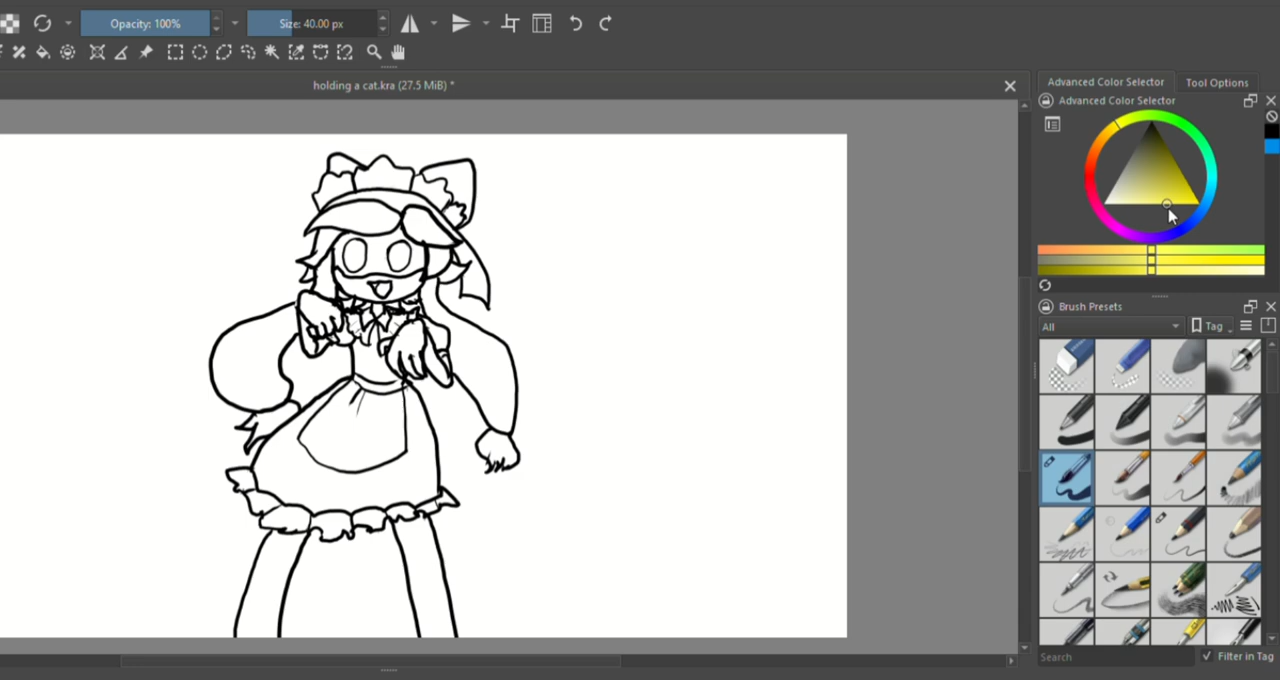 Opacity: 100%
Size: 40.00 px
holding a cat.kra (27.5 MiB) *
Advanced Color Selector
Tool Options
Advanced Color Selector
Brush Presets
All
Tag
Search
Filter in Tag